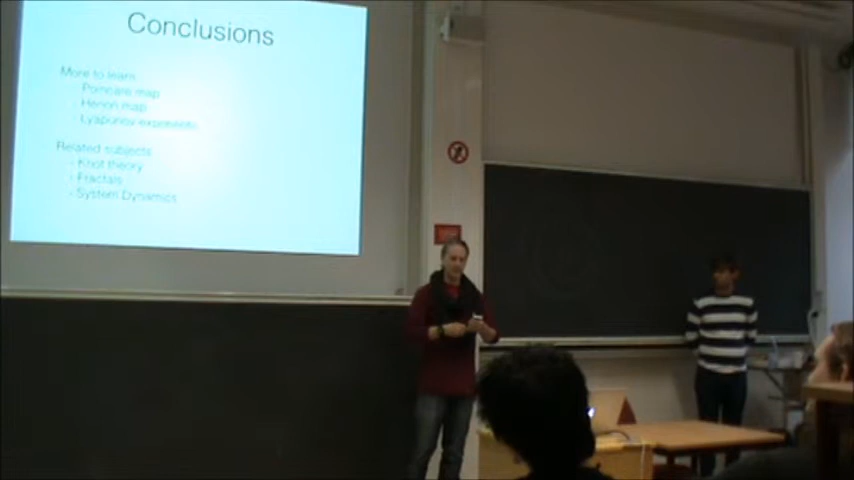 Conclusions
More to learn
Poincare map
- Henon map
- Lyapunov exponents
Related subjects
- Knot theory
- Fractals
- System Dynamics